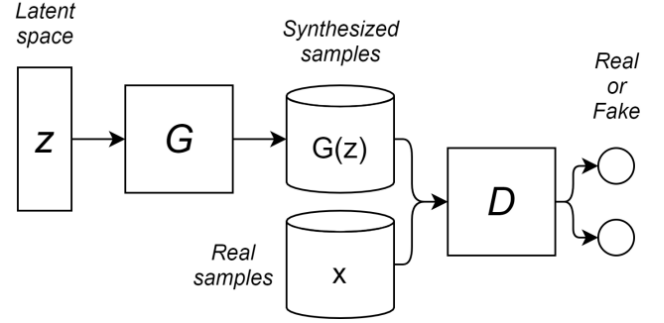 Latent
space
z
G
Synthesized
samples
G(z)
Real
samples
x
D
Real
or
Fake